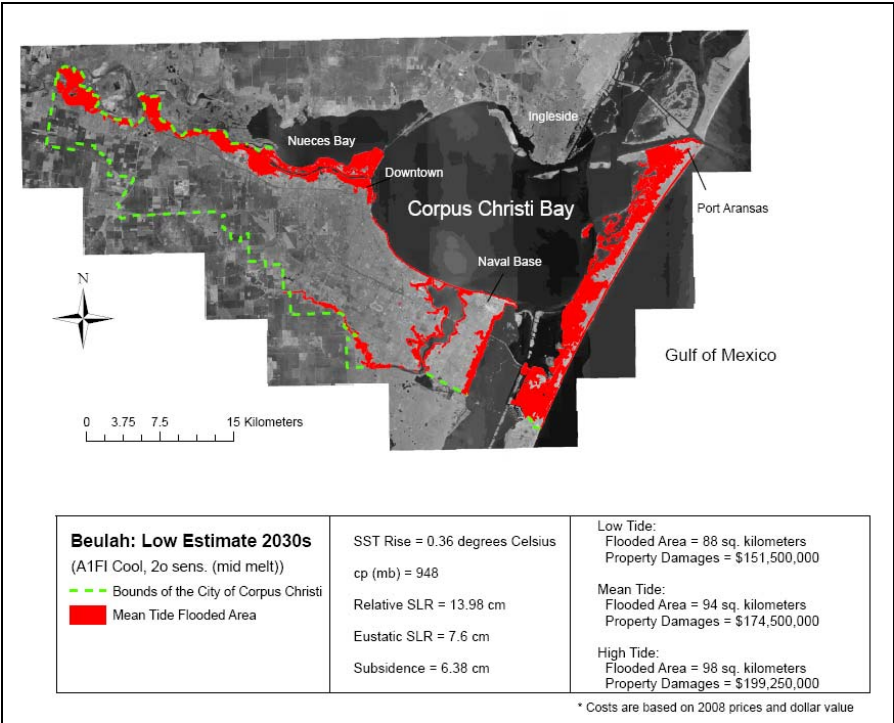 Ingleside
Nueces Bay
Downtown
Port Aransas
Corpus Christi Bay
Naval Base
N
Gulf of Mexico
0 3.75 7.5 15 Kilometers
Beulah: Low Estimate 2030s
(A1FI Cool, 2o sens. (mid melt))
Bounds of the City of Corpus Christi
Mean Tide Flooded Area
SST Rise = 0.36 degrees Celsius
cp (mb) = 948
Relative SLR = 13.98 cm
Eustatic SLR = 7.6 cm
Subsidence = 6.38 cm
Low Tide:
Flooded Area = 88 sq. kilometers
Property Damages = $151,500,000
Mean Tide:
Flooded Area = 94 sq. kilometers
Property Damages = $174,500,000
High Tide:
Flooded Area = 98 sq. kilometers
Property Damages = $199,250,000
* Costs are based on 2008 prices and dollar value